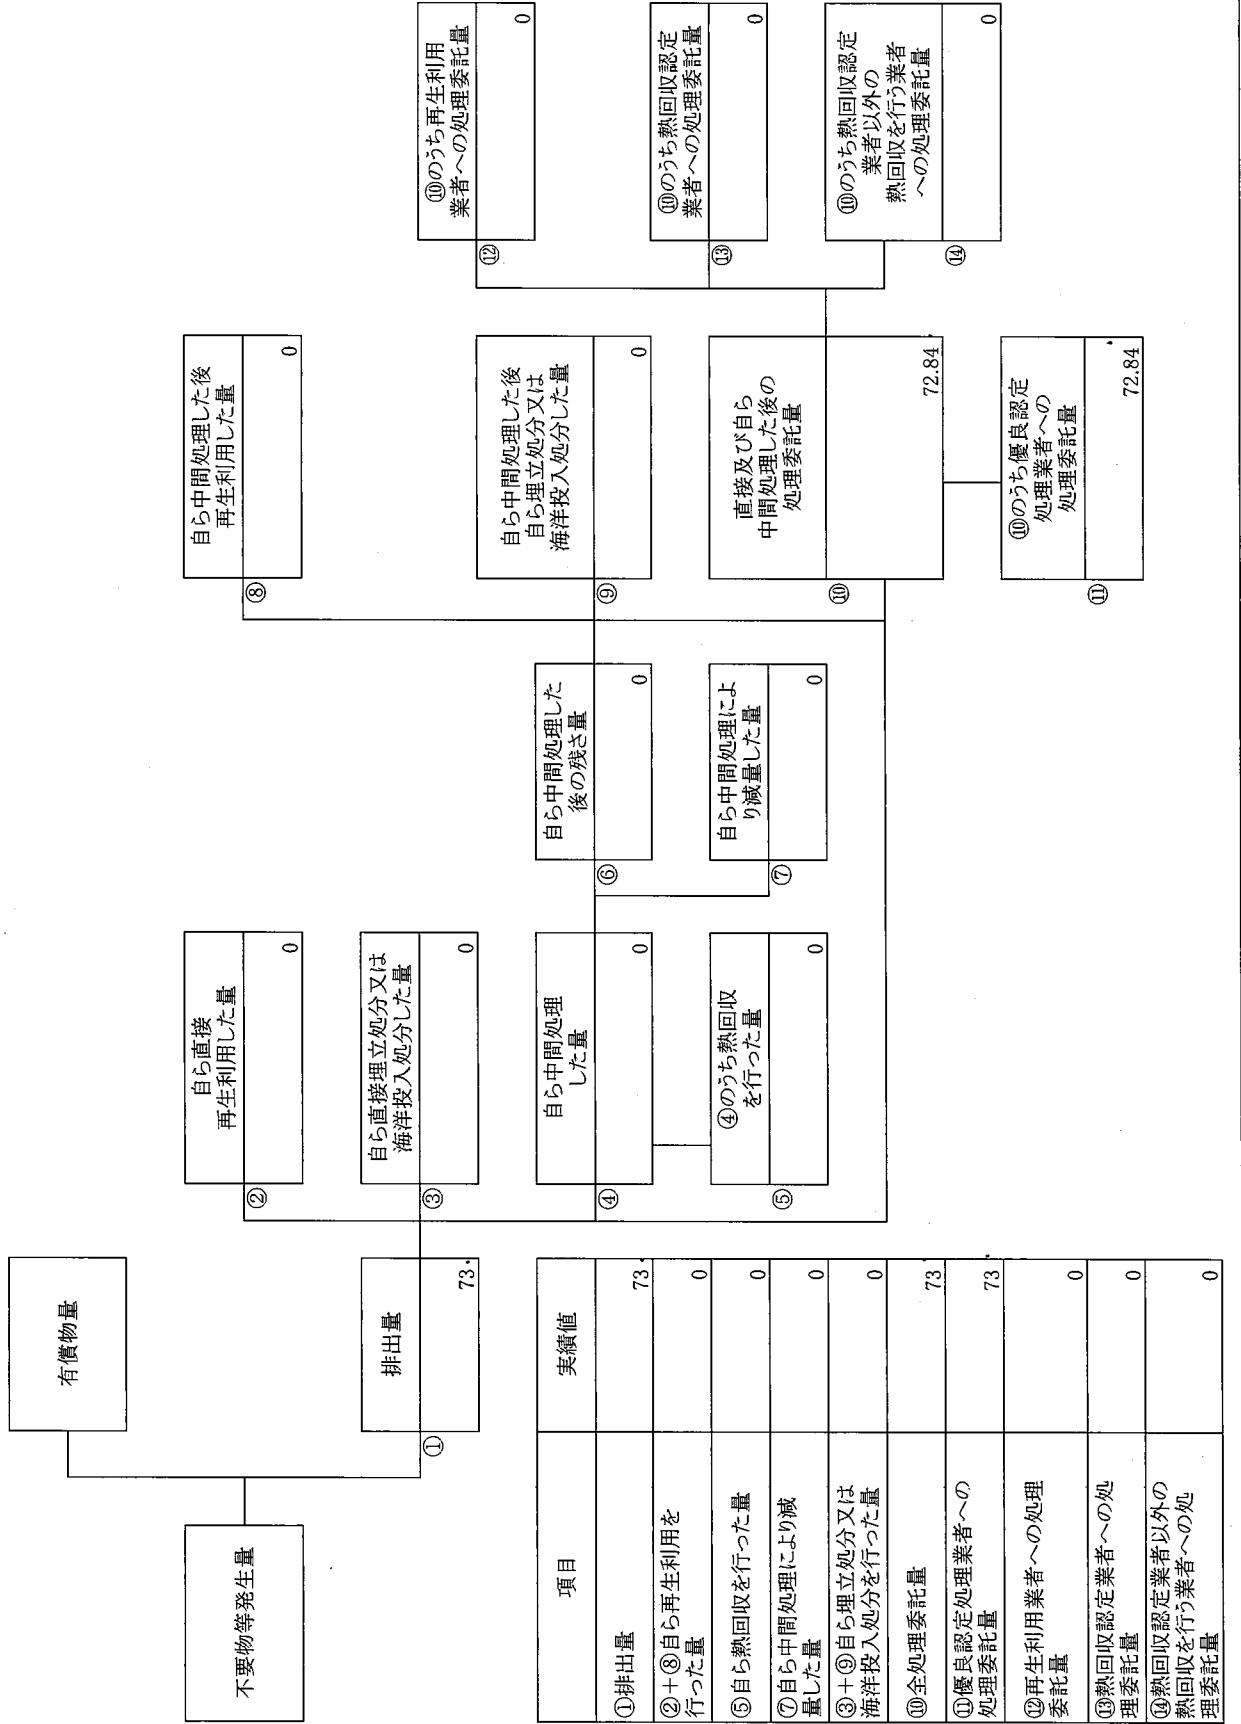 不要物等発生量
有償物量
排出量
①
73
自ら直接
再生利用した量
②
0
自ら直接埋立処分又は
海洋投入処分した量
③
0
自ら中間処理
した量
④
0
④のうち熱回収
を行った量
⑤
0
自ら中間処理した
後の残さ量
⑥
0
自ら中間処理によ
り減量した量
⑦
0
自ら中間処理した後
再生利用した量
⑧
0
自ら中間処理した後
自ら埋立処分又は
海洋投入処分した量
⑨
0
直接及び自ら
中間処理した後の
処理委託量
⑩
72.84
⑩のうち優良認定
処理業者への
処理委託量
⑪
72.84
⑩のうち再生利用
業者への処理委託量
⑫
0
⑩のうち熱回収認定
業者への処理委託量
⑬
0
⑩のうち熱回収認定
業者以外の
熱回収を行う業者
への処理委託量
⑭
0
項目 実績値
①排出量 73
②+⑧自ら再生利用を
行った量 0
⑤自ら熱回収を行った量 0
⑦自ら中間処理により減
量した量 0
③+⑨自ら埋立処分又は
海洋投入処分を行った量 0
⑩全処理委託量 73
⑪優良認定処理業者への
処理委託量 73
⑫再生利用業者への処理
委託量 0
⑬熱回収認定業者への処
理委託量 0
⑭熱回収認定業者以外の
熱回収を行う業者への処
理委託量 0